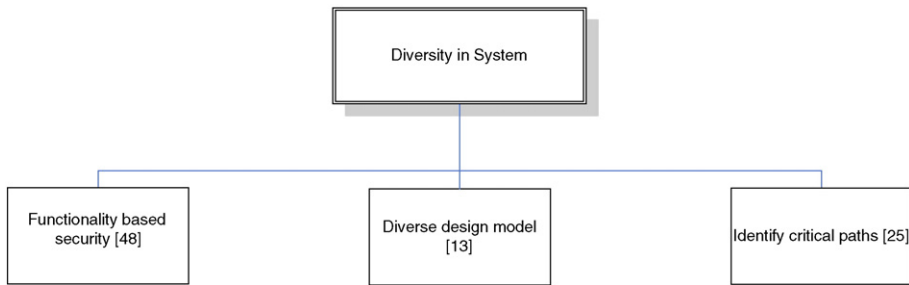 Diversity in System
Functionality based
security [48]
Diverse design model
[13]
Identify critical paths [25]